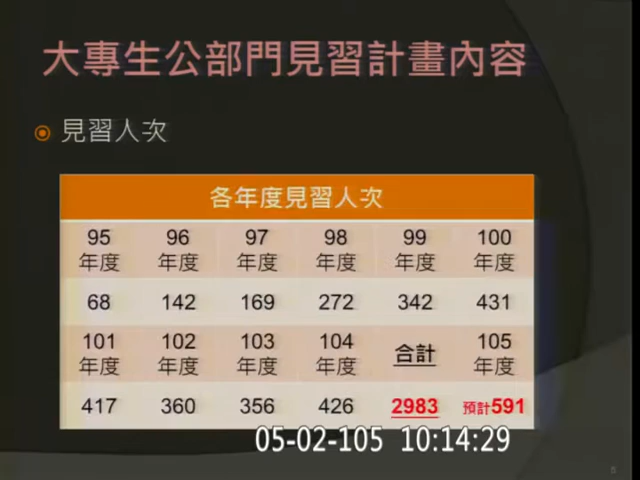 大專生公部門見習計畫內容
見習人次
各年度見習人次
95 96 97 98 99 100
年度 年度 年度 年度 年度 年度
68 142 169 272 342 431
101 102 103 104 合計 105
年度 年度 年度 年度 年度
417 360 356 426 2983 預計591
05-02-105 10:14:29
8